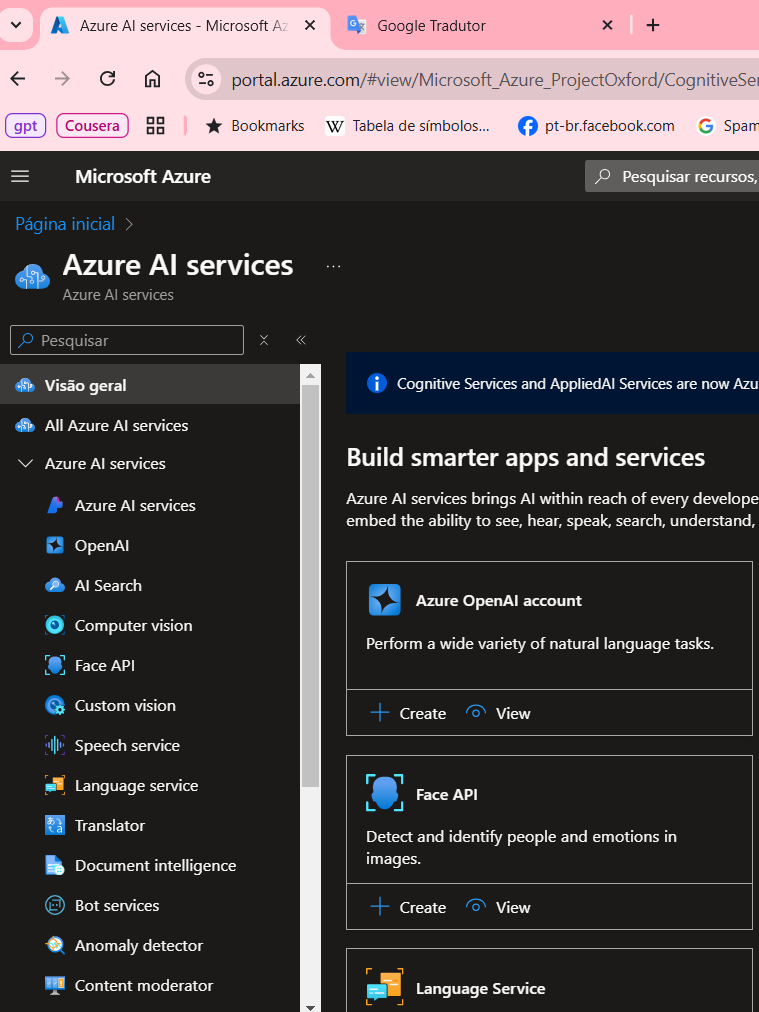 Azure AI services - Microsoft Az
Google Tradutor
portal.azure.com/#view/Microsoft_Azure_ProjectOxford/CognitiveSer
gpt
Cousera
Bookmarks
Tabela de símbolos...
pt-br.facebook.com
Spam
Microsoft Azure
Pesquisar recursos,
Página inicial
Azure AI services
...
Azure AI services
Pesquisar
Visão geral
All Azure AI services
Azure AI services
Azure AI services
OpenAI
AI Search
Computer vision
Face API
Custom vision
Speech service
Language service
Translator
Document intelligence
Bot services
Anomaly detector
Content moderator
Cognitive Services and AppliedAI Services are now Azu
Build smarter apps and services
Azure AI services brings AI within reach of every develope
embed the ability to see, hear, speak, search, understand,
Azure OpenAI account
Perform a wide variety of natural language tasks.
Create View
Face API
Detect and identify people and emotions in
images.
Create View
Language Service